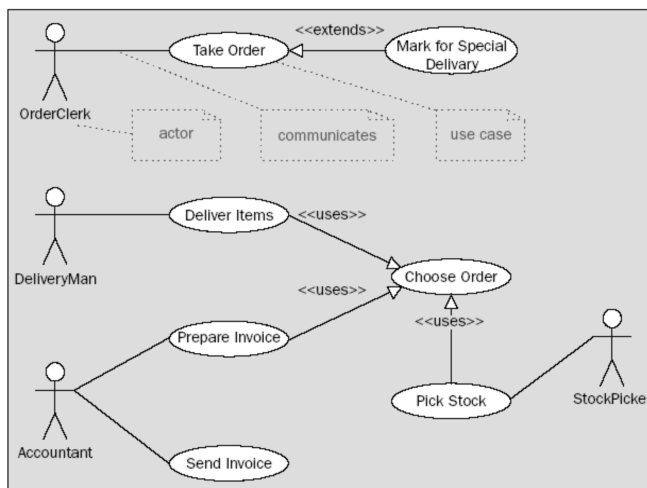 <<extends>>
Take Order
Mark for Special
Delivary
OrderClerk
actor
communicates
use case
Deliver Items
<<uses>>
DeliveryMan
Choose Order
<<uses>>
<<uses>>
Prepare Invoice
Pick Stock
StockPicke
Accountant
Send Invoice